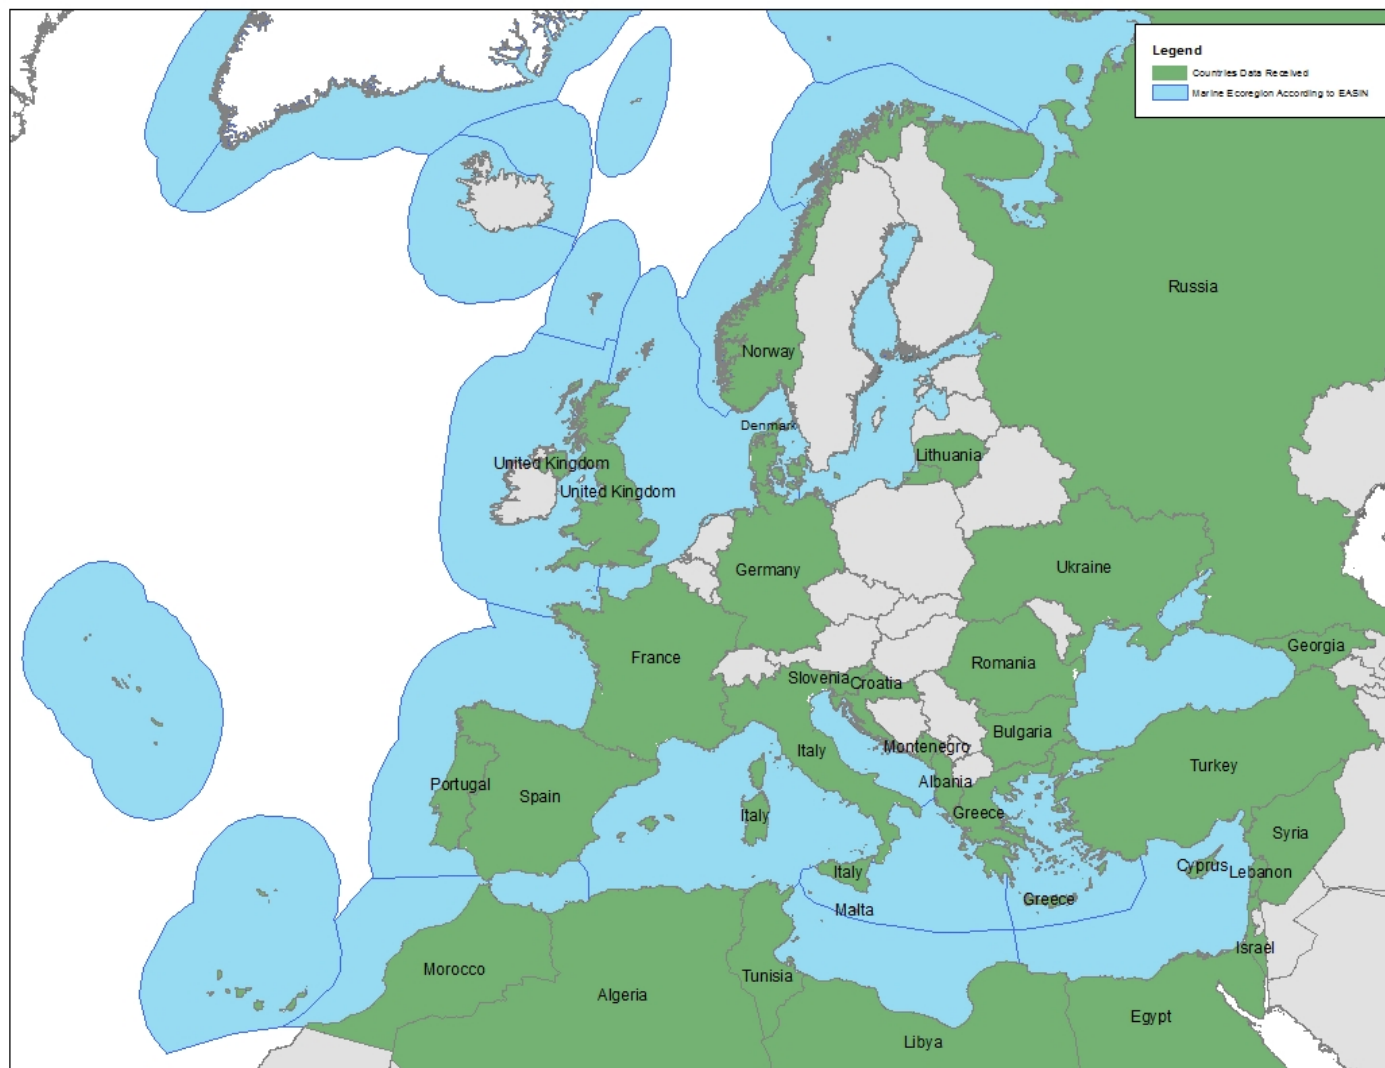 Legend
Countries Data Received
Marine Ecoregion According to EASIN
Russia
Norway
Denmark
Lithuania
United Kingdom
United Kingdom
Germany
Ukraine
France
Georgia
Romania
Slovenia
Croatia
Bulgaria
Montenegro
Italy
Turkey
Albania
Portugal
Spain
Italy
Greece
Syria
Cyprus
Lebanon
Italy
Greece
Malta
Israel
Morocco
Tunisia
Algeria
Egypt
Libya